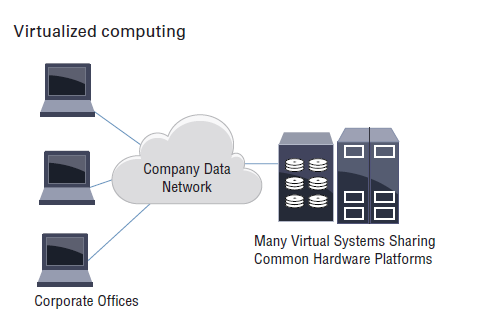 Virtualized computing
Company Data
Network
Many Virtual Systems Sharing
Common Hardware Platforms
Corporate Offices